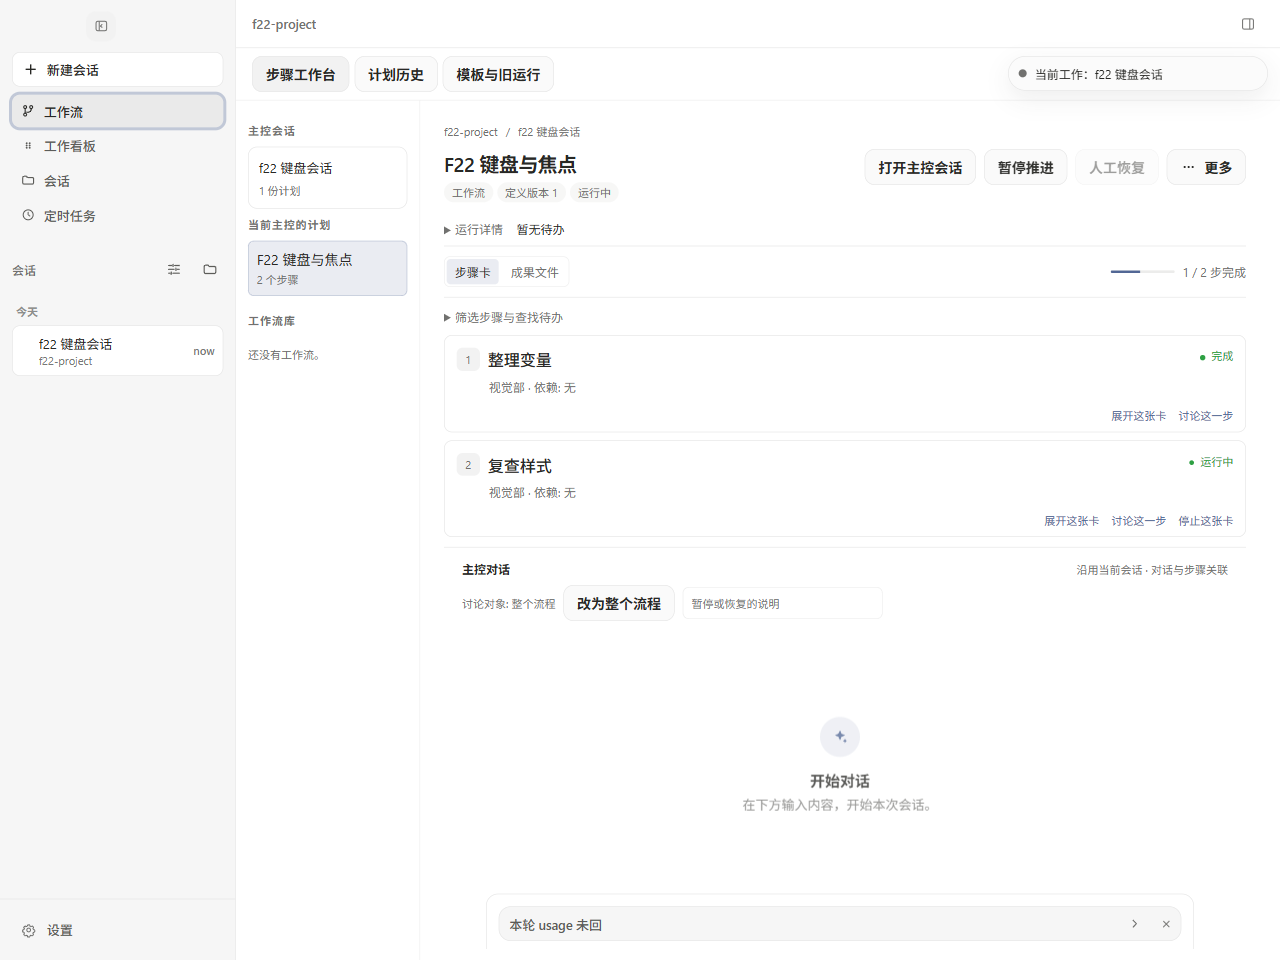 新建会话
工作流
工作看板
会话
定时任务
会话
今天
f22 键盘会话
f22-project
now
设置
f22-project
步骤工作台
计划历史
模板与旧运行
当前工作：f22 键盘会话
主控会话
f22 键盘会话
1 份计划
当前主控的计划
F22 键盘与焦点
2 个步骤
工作流库
还没有工作流。
f22-project / f22 键盘会话
F22 键盘与焦点
工作流 定义版本 1 运行中
打开主控会话
暂停推进
人工恢复
··· 更多
运行详情 暂无待办
步骤卡 成果文件
1 / 2 步完成
筛选步骤与查找待办
1 整理变量
完成
视觉部 · 依赖: 无
展开这张卡 讨论这一步
2 复查样式
运行中
视觉部 · 依赖: 无
展开这张卡 讨论这一步 停止这张卡
主控对话
沿用当前会话 · 对话与步骤关联
讨论对象: 整个流程 改为整个流程 暂停或恢复的说明
开始对话
在下方输入内容，开始本次会话。
本轮 usage 未回